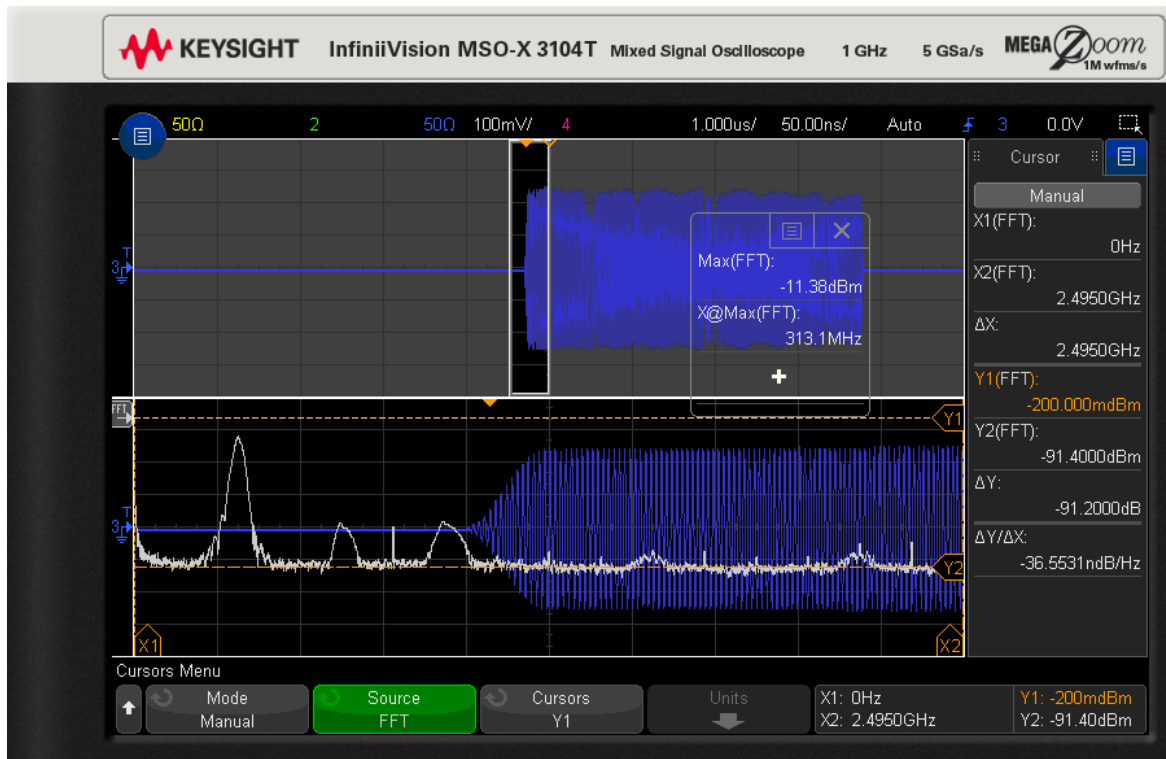 KEYSIGHT InfiniiVision MSO-X 3104T Mixed Signal Oscilloscope 1 GHz 5 GSa/s MEGA Zoom
1M wfms/s
50Ω 2 50Ω 100mV/ 4 1.000us/ 50.00ns/ Auto 3 0.0V
Cursor
Manual
X1(FFT):
0Hz
X2(FFT):
2.4950GHz
ΔX:
2.4950GHz
Y1(FFT):
-200.000mdBm
Y2(FFT):
-91.4000dBm
ΔY:
-91.2000dB
ΔY/ΔX:
-36.5531ndB/Hz
T
3
Max(FFT):
-11.38dBm
X@Max(FFT):
313.1MHz
FFT
Y1
T
3
Y2
X1
X2
Cursors Menu
Mode
Manual
Source
FFT
Cursors
Y1
Units
X1: 0Hz
X2: 2.4950GHz
Y1: -200mdBm
Y2: -91.40dBm